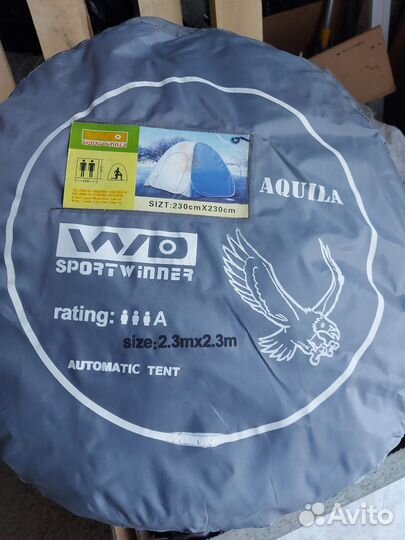 SPORTWINNER
SIZT:230cmX230cm
AQUILA
WD
SPORTWINNER
rating: A
size:2.3mx2.3m
AUTOMATIC TENT
Avito